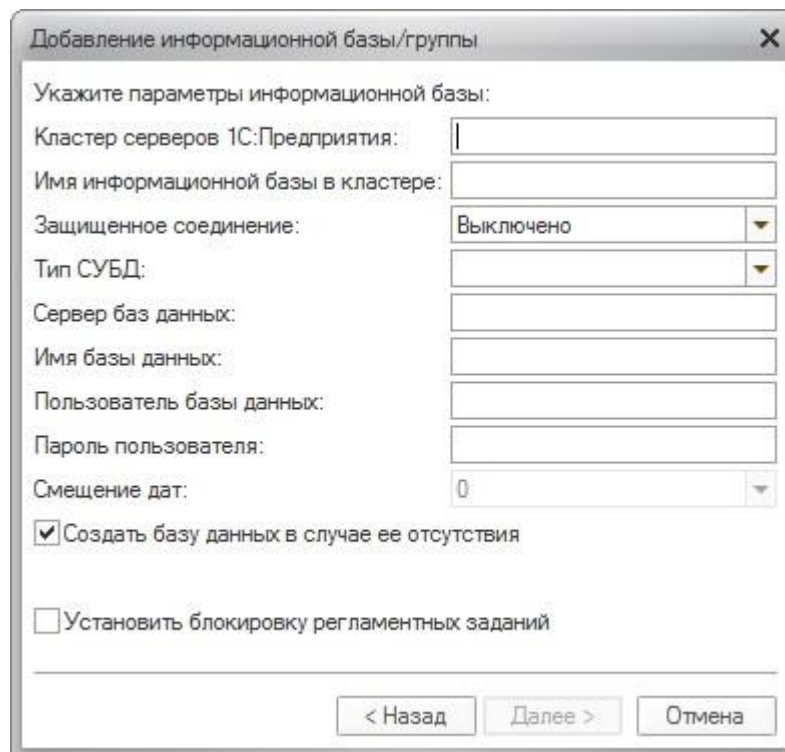 Добавление информационной базы/группы
Укажите параметры информационной базы:
Кластер серверов 1С:Предприятия:
Имя информационной базы в кластере:
Защищенное соединение: Выключено
Тип СУБД:
Сервер баз данных:
Имя базы данных:
Пользователь базы данных:
Пароль пользователя:
Смещение дат: 0
Создать базу данных в случае ее отсутствия
Установить блокировку регламентных заданий
< Назад Далее > Отмена